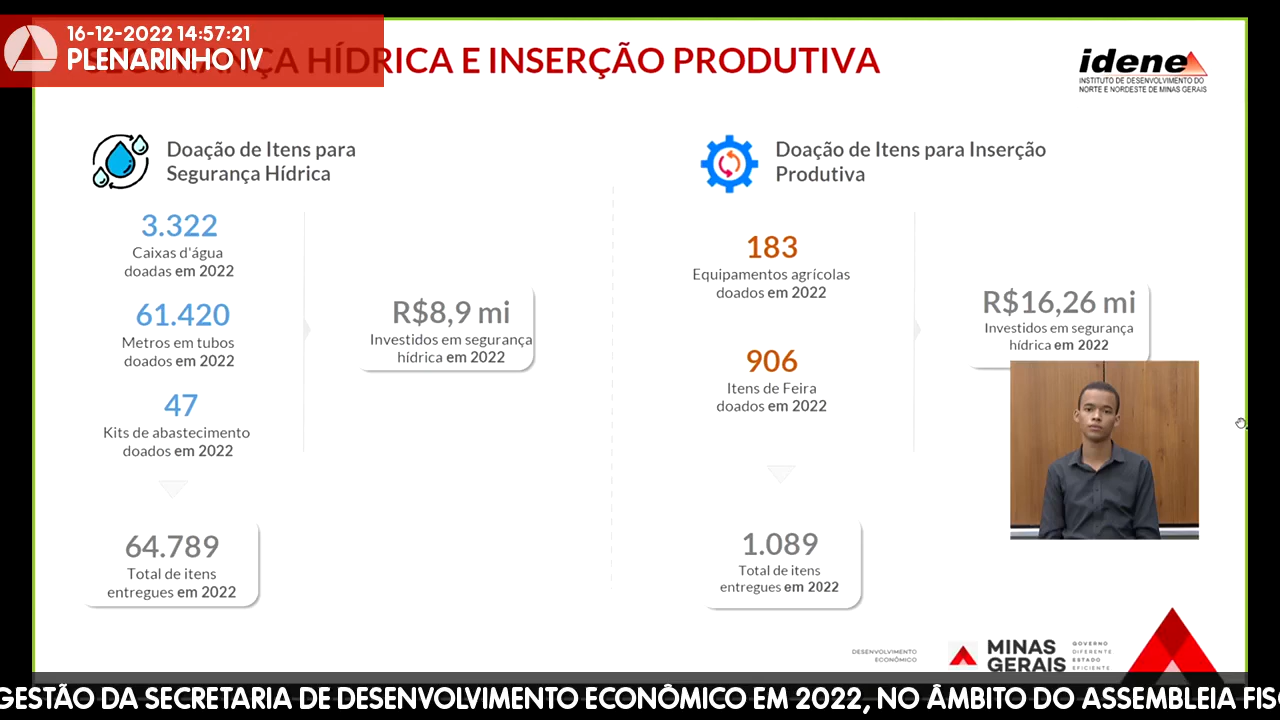 16-12-2022 14:57:21
PLENARINHO IV
SEGURANÇA HÍDRICA E INSERÇÃO PRODUTIVA
idene
INSTITUTO DE DESENVOLVIMENTO DO
NORTE E NORDESTE DE MINAS GERAIS
Doação de Itens para
Segurança Hídrica
3.322
Caixas d'água
doadas em 2022
61.420
Metros em tubos
doados em 2022
47
Kits de abastecimento
doados em 2022
R$8,9 mi
Investidos em segurança
hídrica em 2022
64.789
Total de itens
entregues em 2022
Doação de Itens para Inserção
Produtiva
183
Equipamentos agrícolas
doados em 2022
906
Itens de Feira
doados em 2022
R$16,26 mi
Investidos em segurança
hídrica em 2022
1.089
Total de itens
entregues em 2022
DESENVOLVIMENTO
ECONÔMICO
MINAS
GERAIS
GOVERNO
DIFERENTE
ESTADO
EFICIENTE
GESTÃO DA SECRETARIA DE DESENVOLVIMENTO ECONÔMICO EM 2022, NO ÂMBITO DO ASSEMBLEIA FIS